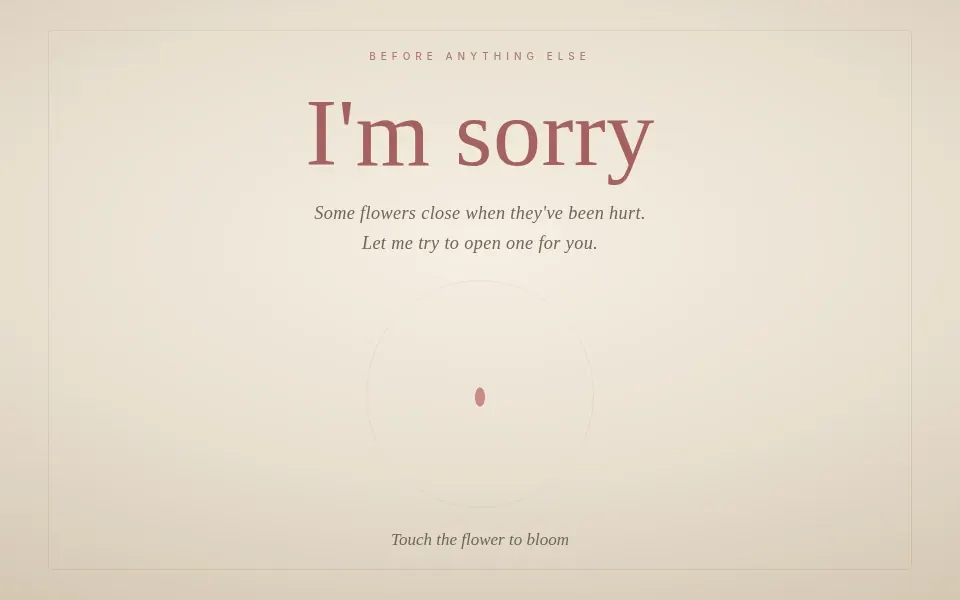 BEFORE ANYTHING ELSE
I'm sorry
Some flowers close when they've been hurt.
Let me try to open one for you.
Touch the flower to bloom